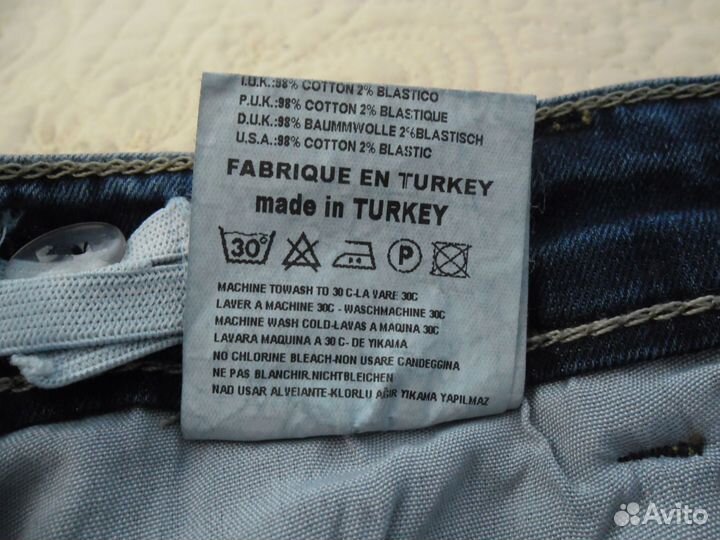 I.U.K.:98% COTTON 2% BLASTICO
P.U.K.:98% COTTON 2% BLASTIQUE
D.U.K.:98% BAUMMWOLLE 2%BLASTISCH
U.S.A.:98% COTTON 2% BLASTIC
FABRIQUE EN TURKEY
made in TURKEY
30° P
MACHINE TOWASH TO 30 C-LA VARE 30C
LAVER A MACHINE 30C - WASCHMACHINE 30C
MACHINE WASH COLD-LAVAS A MAQINA 30C
LAVARA MAQUINA A 30 C- DE YIKAMA
NO CHLORINE BLEACH-NON USARE CANDEGGINA
NE PAS BLANCHIR.NICHTBLEICHEN
NAD USAR ALVEIANTE-KLORLU AĞIR YIKAMA YAPILMAZ
Avito